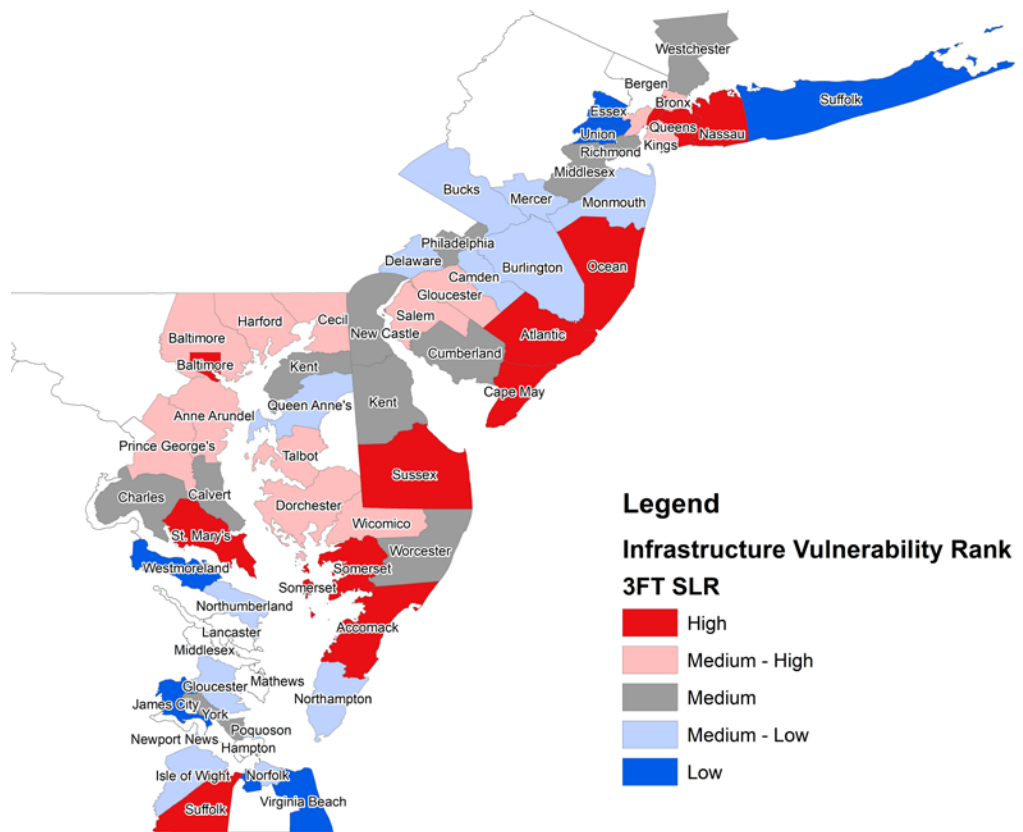 Westchester
Bergen
Bronx
Suffolk
Essex
Queens
Nassau
Union
Kings
Richmond
Middlesex
Bucks
Mercer
Monmouth
Philadelphia
Delaware
Burlington
Ocean
Camden
Gloucester
Salem
Harford
Cecil
New Castle
Atlantic
Baltimore
Cumberland
Baltimore
Kent
Cape May
Queen Anne's
Kent
Anne Arundel
Prince George's
Talbot
Sussex
Charles
Calvert
Dorchester
Wicomico
St. Mary's
Worcester
Westmoreland
Somerset
Somerset
Northumberland
Accomack
Lancaster
Middlesex
Mathews
Gloucester
Northampton
James City
York
Poquoson
Newport News
Hampton
Isle of Wight
Norfolk
Virginia Beach
Suffolk
Legend
Infrastructure Vulnerability Rank
3FT SLR
High
Medium - High
Medium
Medium - Low
Low